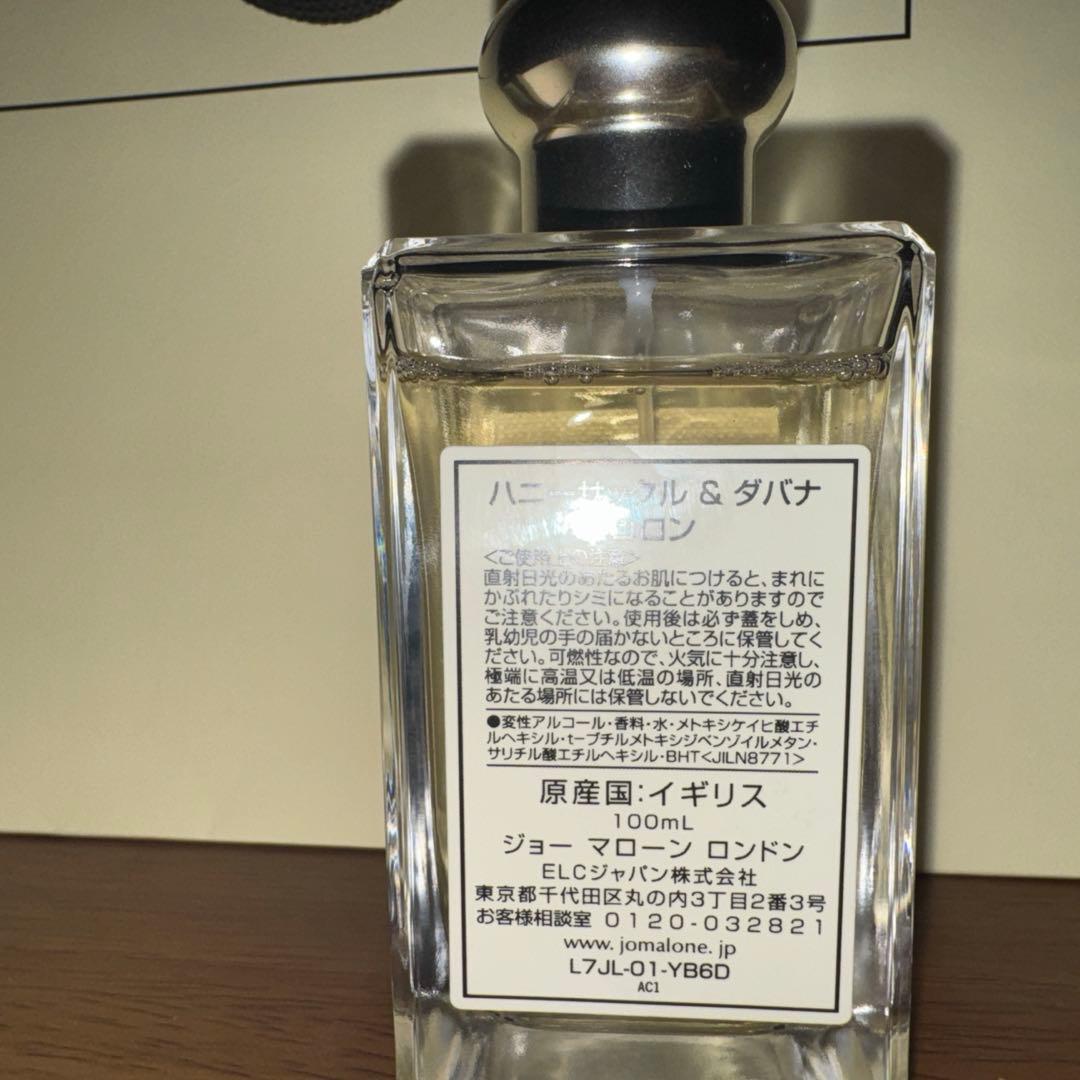 ハニーサックル & ダバナ
コロン
<ご使用上の注意>
直射日光のあたるお肌につけると、まれに
かぶれたりシミになることがありますので
ご注意ください。使用後は必ず蓋をしめ、
乳幼児の手の届かないところに保管してく
ださい。可燃性なので、火気に十分注意し、
極端に高温又は低温の場所、直射日光の
あたる場所には保管しないでください。
●変性アルコール・香料・水・メトキシケイヒ酸エチ
ルヘキシル・t-ブチルメトキシジベンゾイルメタン・
サリチル酸エチルヘキシル・BHT<JILN8771>
原産国:イギリス
100mL
ジョー マローン ロンドン
ELCジャパン株式会社
東京都千代田区丸の内3丁目2番3号
お客様相談室 0120-032821
www.jomalone.jp
L7JL-01-YB6D
AC1